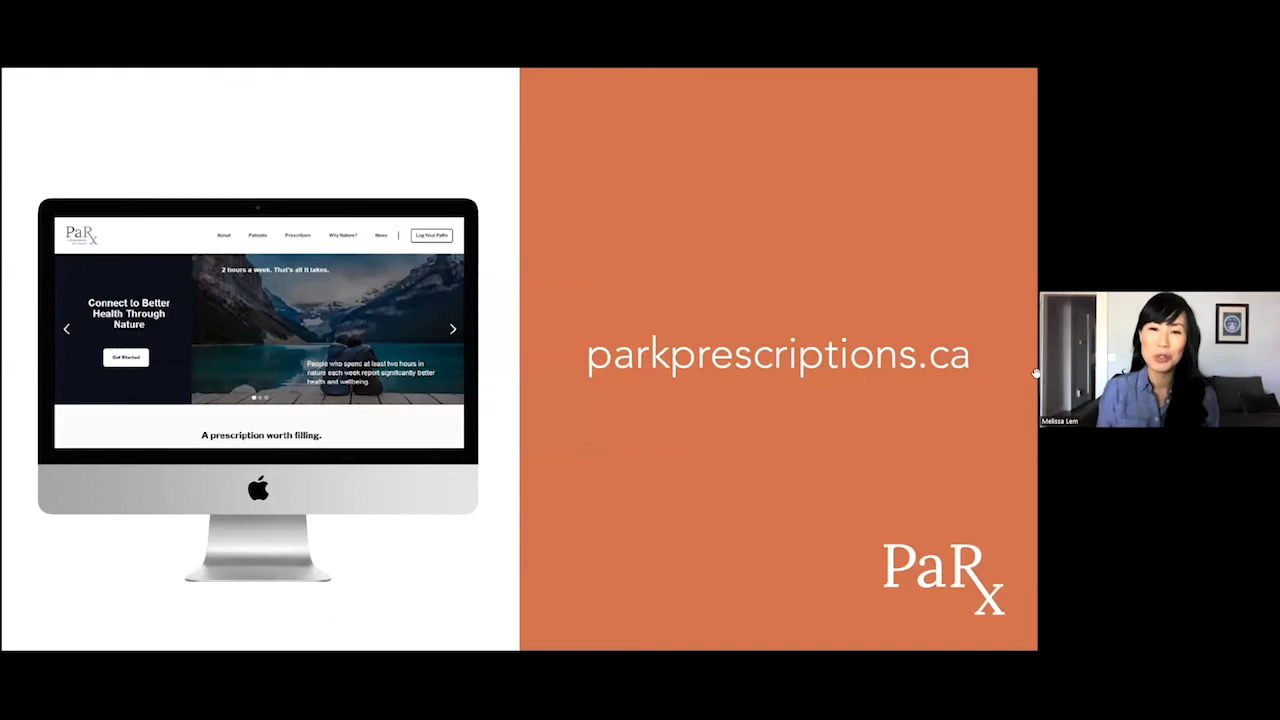 PaRx
About
Patients
Prescribers
Why Nature?
News
Log Your PaRx
2 hours a week. That's all it takes.
Connect to Better
Health Through
Nature
Get Started
People who spend at least two hours in
nature each week report significantly better
health and wellbeing.
A prescription worth filling.
parkprescriptions.ca
PaRx
Melissa Lem